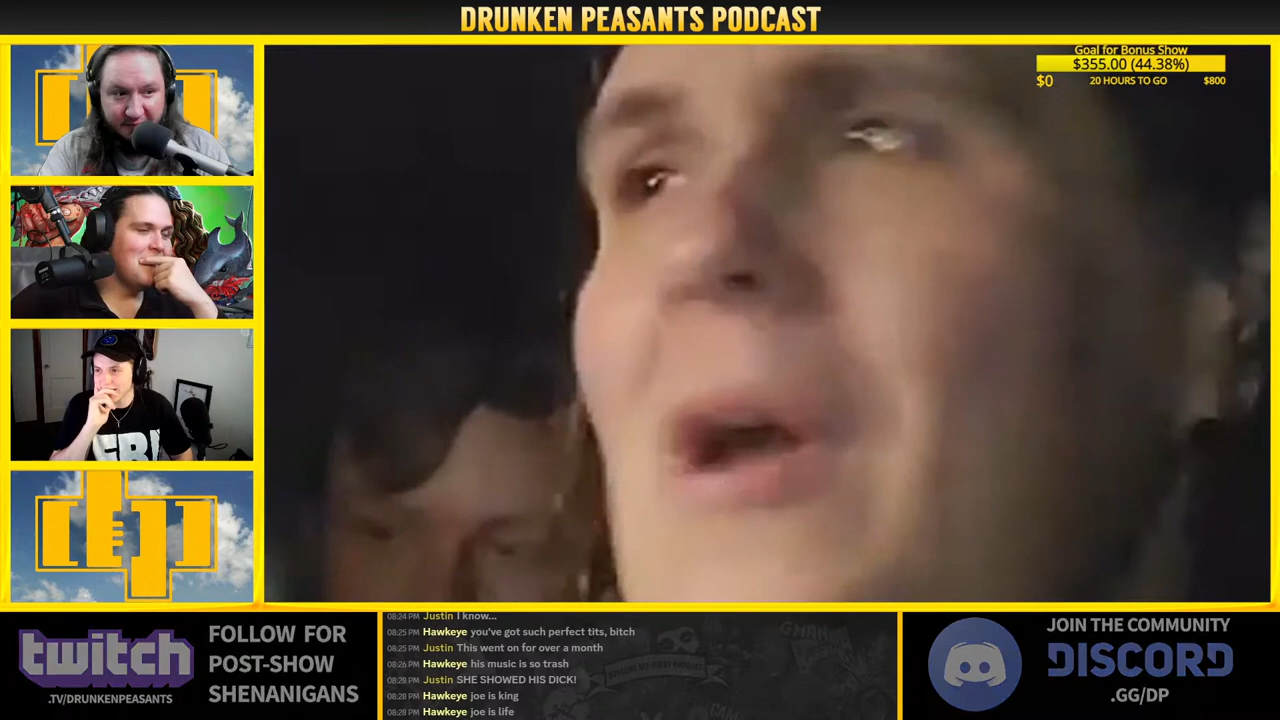 DRUNKEN PEASANTS PODCAST
Goal for Bonus Show
$355.00 (44.38%)
$0 20 HOURS TO GO $800
08:24 PM Justin I know...
08:25 PM Hawkeye you've got such perfect tits, bitch
08:25 PM Justin This went on for over a month
08:26 PM Hawkeye his music is so trash
08:28 PM Justin SHE SHOWED HIS DICK!
08:28 PM Hawkeye joe is king
08:28 PM Hawkeye joe is life
twitch
.TV/DRUNKENPEASANTS
FOLLOW FOR
POST-SHOW
SHENANIGANS
JOIN THE COMMUNITY
DISCORD
.GG/DP